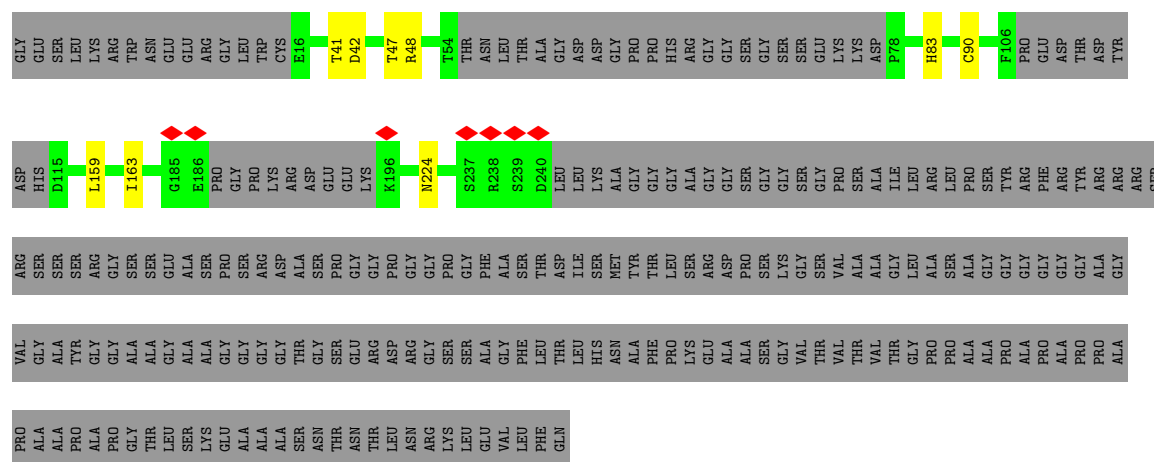 GLY GLU SER LEU LYS ARG TRP ASN GLU GLU ARG GLY LEU TRP CYS E16 T41 D42 T47 R48 T54 THR ASN LEU THR ALA GLY ASP ASP GLY PRO PRO HIS ARG GLY GLY SER GLY SER SER GLU LYS LYS ASP P78 H83 C90 F106 PRO GLU ASP THR ASP TYR
ASP HIS D115 L159 I163 G185 E186 PRO GLY PRO LYS ARG ASP GLU GLU LYS K196 N224 S237 R238 S239 D240 LEU LEU LYS ALA GLY GLY GLY ALA GLY GLY SER GLY GLY SER GLY PRO SER ALA ILE LEU ARG LEU PRO SER TYR ARG PHE ARG TYR ARG ARG ARG SER
ARG SER SER SER SER ARG GLY SER SER GLU ALA SER PRO SER ARG ASP ALA SER PRO GLY GLY PRO GLY GLY PRO GLY PHE ALA SER THR ASP ILE SER MET TYR THR LEU SER ARG ASP PRO SER LYS GLY SER VAL ALA ALA GLY LEU ALA SER ALA GLY GLY GLY GLY GLY GLY ALA GLY
VAL GLY ALA TYR GLY GLY ALA ALA GLY ALA ALA GLY GLY GLY GLY THR GLY SER GLU ARG ASP ARG GLY SER SER ALA GLY PHE LEU THR LEU HIS ASN ALA PHE PRO LYS GLU ALA ALA SER GLY VAL THR VAL THR VAL THR GLY PRO PRO ALA ALA PRO ALA PRO ALA PRO PRO ALA
PRO ALA ALA PRO ALA PRO GLY THR LEU SER LYS GLU ALA ALA ALA SER ASN THR ASN THR LEU ASN ARG LYS LEU GLU VAL LEU PHE GLN